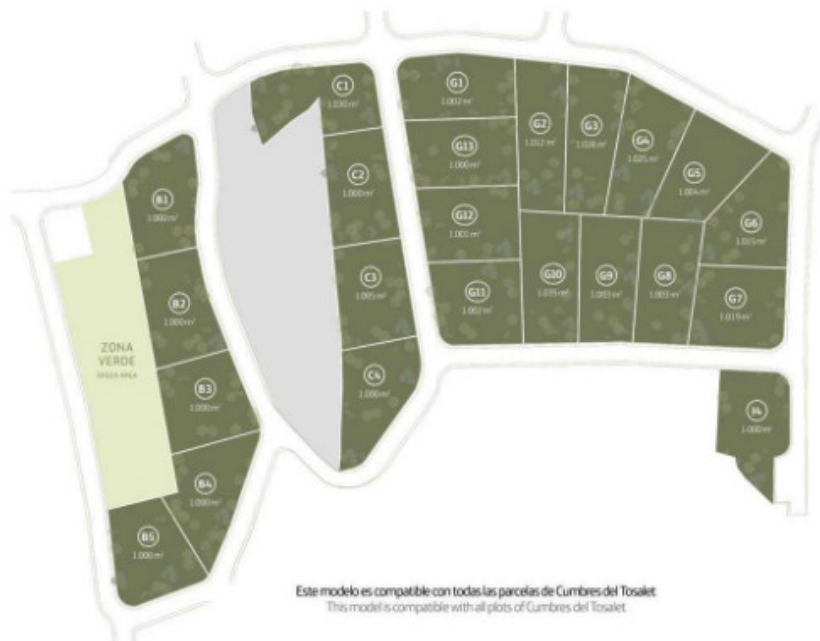 C1
1.030 m²
G1
1.002 m²
G2
1.012 m²
G3
1.026 m²
G4
1.025 m²
G13
1.000 m²
G5
1.004 m²
C2
1.000 m²
B1
1.000 m²
G12
1.001 m²
G6
1.015 m²
C3
1.005 m²
G10
1.035 m²
G9
1.003 m²
G8
1.003 m²
G11
1.002 m²
G7
1.019 m²
B2
1.000 m²
ZONA
VERDE
GREEN AREA
C4
1.000 m²
B3
1.000 m²
I4
1.000 m²
B4
1.000 m²
B5
1.000 m²
Este modelo es compatible con todas las parcelas de Cumbres del Tosalet
This model is compatible with all plots of Cumbres del Tosalet